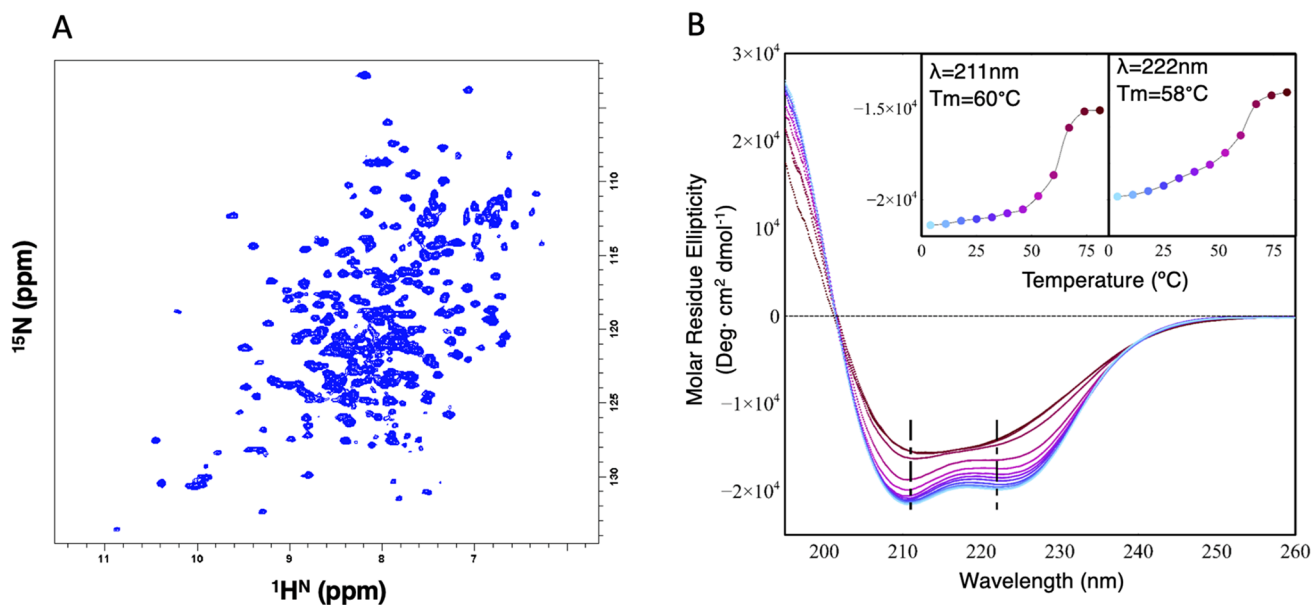 A
¹⁵N (ppm)
110
115
120
125
130
11
10
9
8
7
¹Hᴺ (ppm)
B
Molar Residue Ellipticity
(Deg· cm² dmol⁻¹)
3×10⁴
2×10⁴
10⁴
0
−1×10⁴
−2×10⁴
λ=211nm
Tm=60°C
λ=222nm
Tm=58°C
−1.5×10⁴
−2×10⁴
0 25 50 75 0 25 50 75
Temperature (°C)
200 210 220 230 240 250 260
Wavelength (nm)